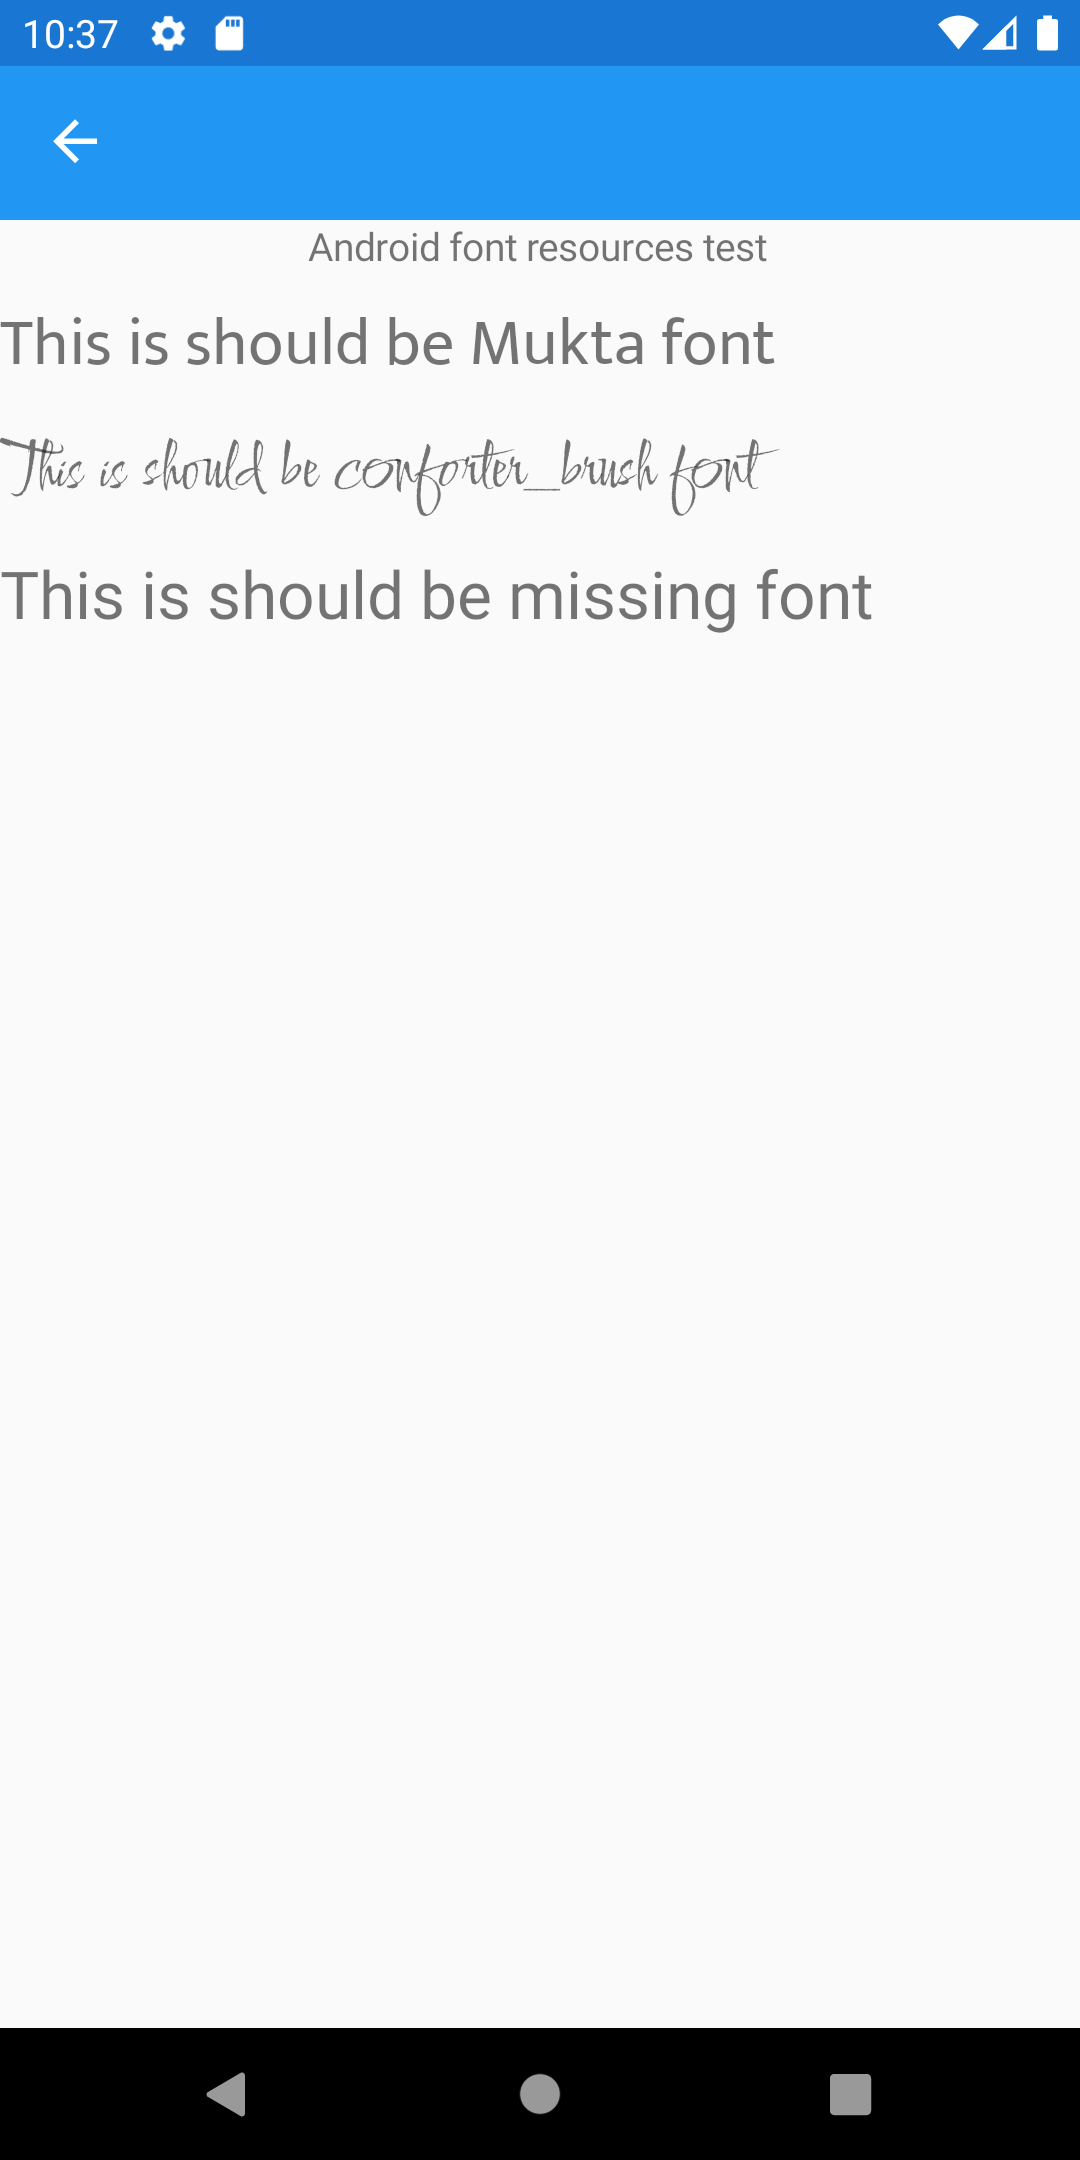 10:37
Android font resources test
This is should be Mukta font
This is should be conforter_brush font
This is should be missing font